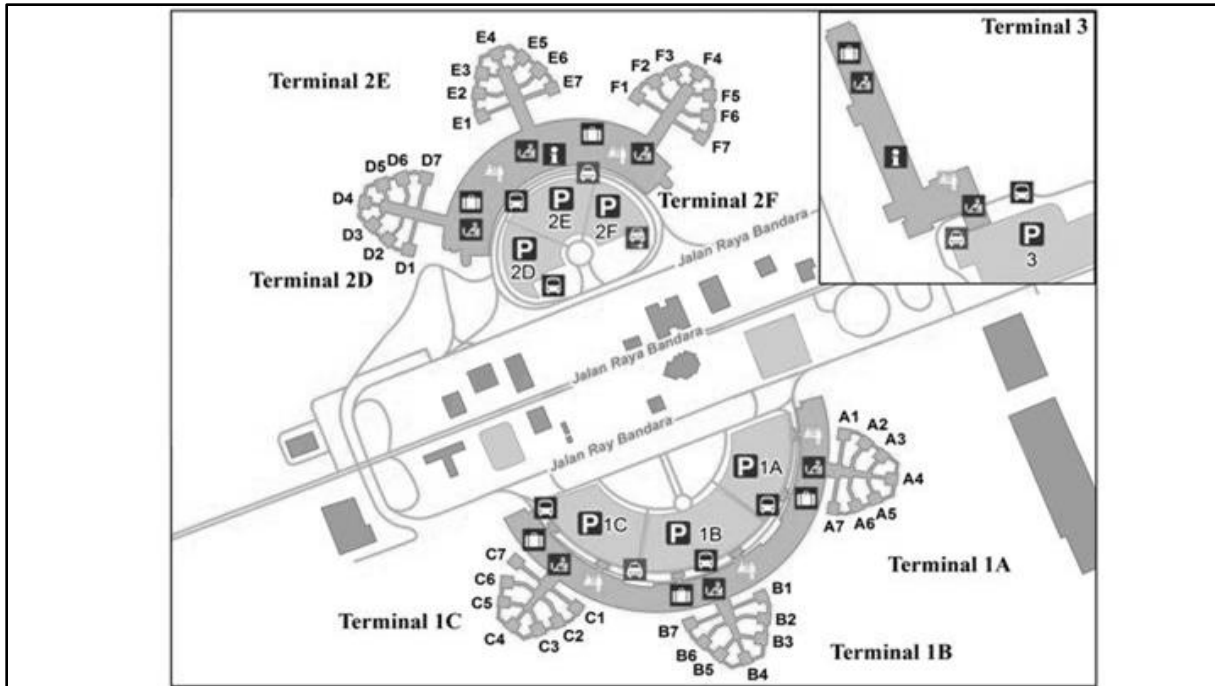 Terminal 3
3
Terminal 2E
E1
E2
E3
E4
E5
E6
E7
F1
F2
F3
F4
F5
F6
F7
Terminal 2F
D1
D2
D3
D4
D5
D6
D7
Terminal 2D
P
2E
P
2F
P
2D
P
Jalan Raya Bandara
Jalan Raya Bandara
Jalan Ray Bandara
A1
A2
A3
A4
A5
A6
A7
Terminal 1A
P 1A
P 1B
P 1C
B1
B2
B3
B4
B5
B6
B7
Terminal 1B
C1
C2
C3
C4
C5
C6
C7
Terminal 1C